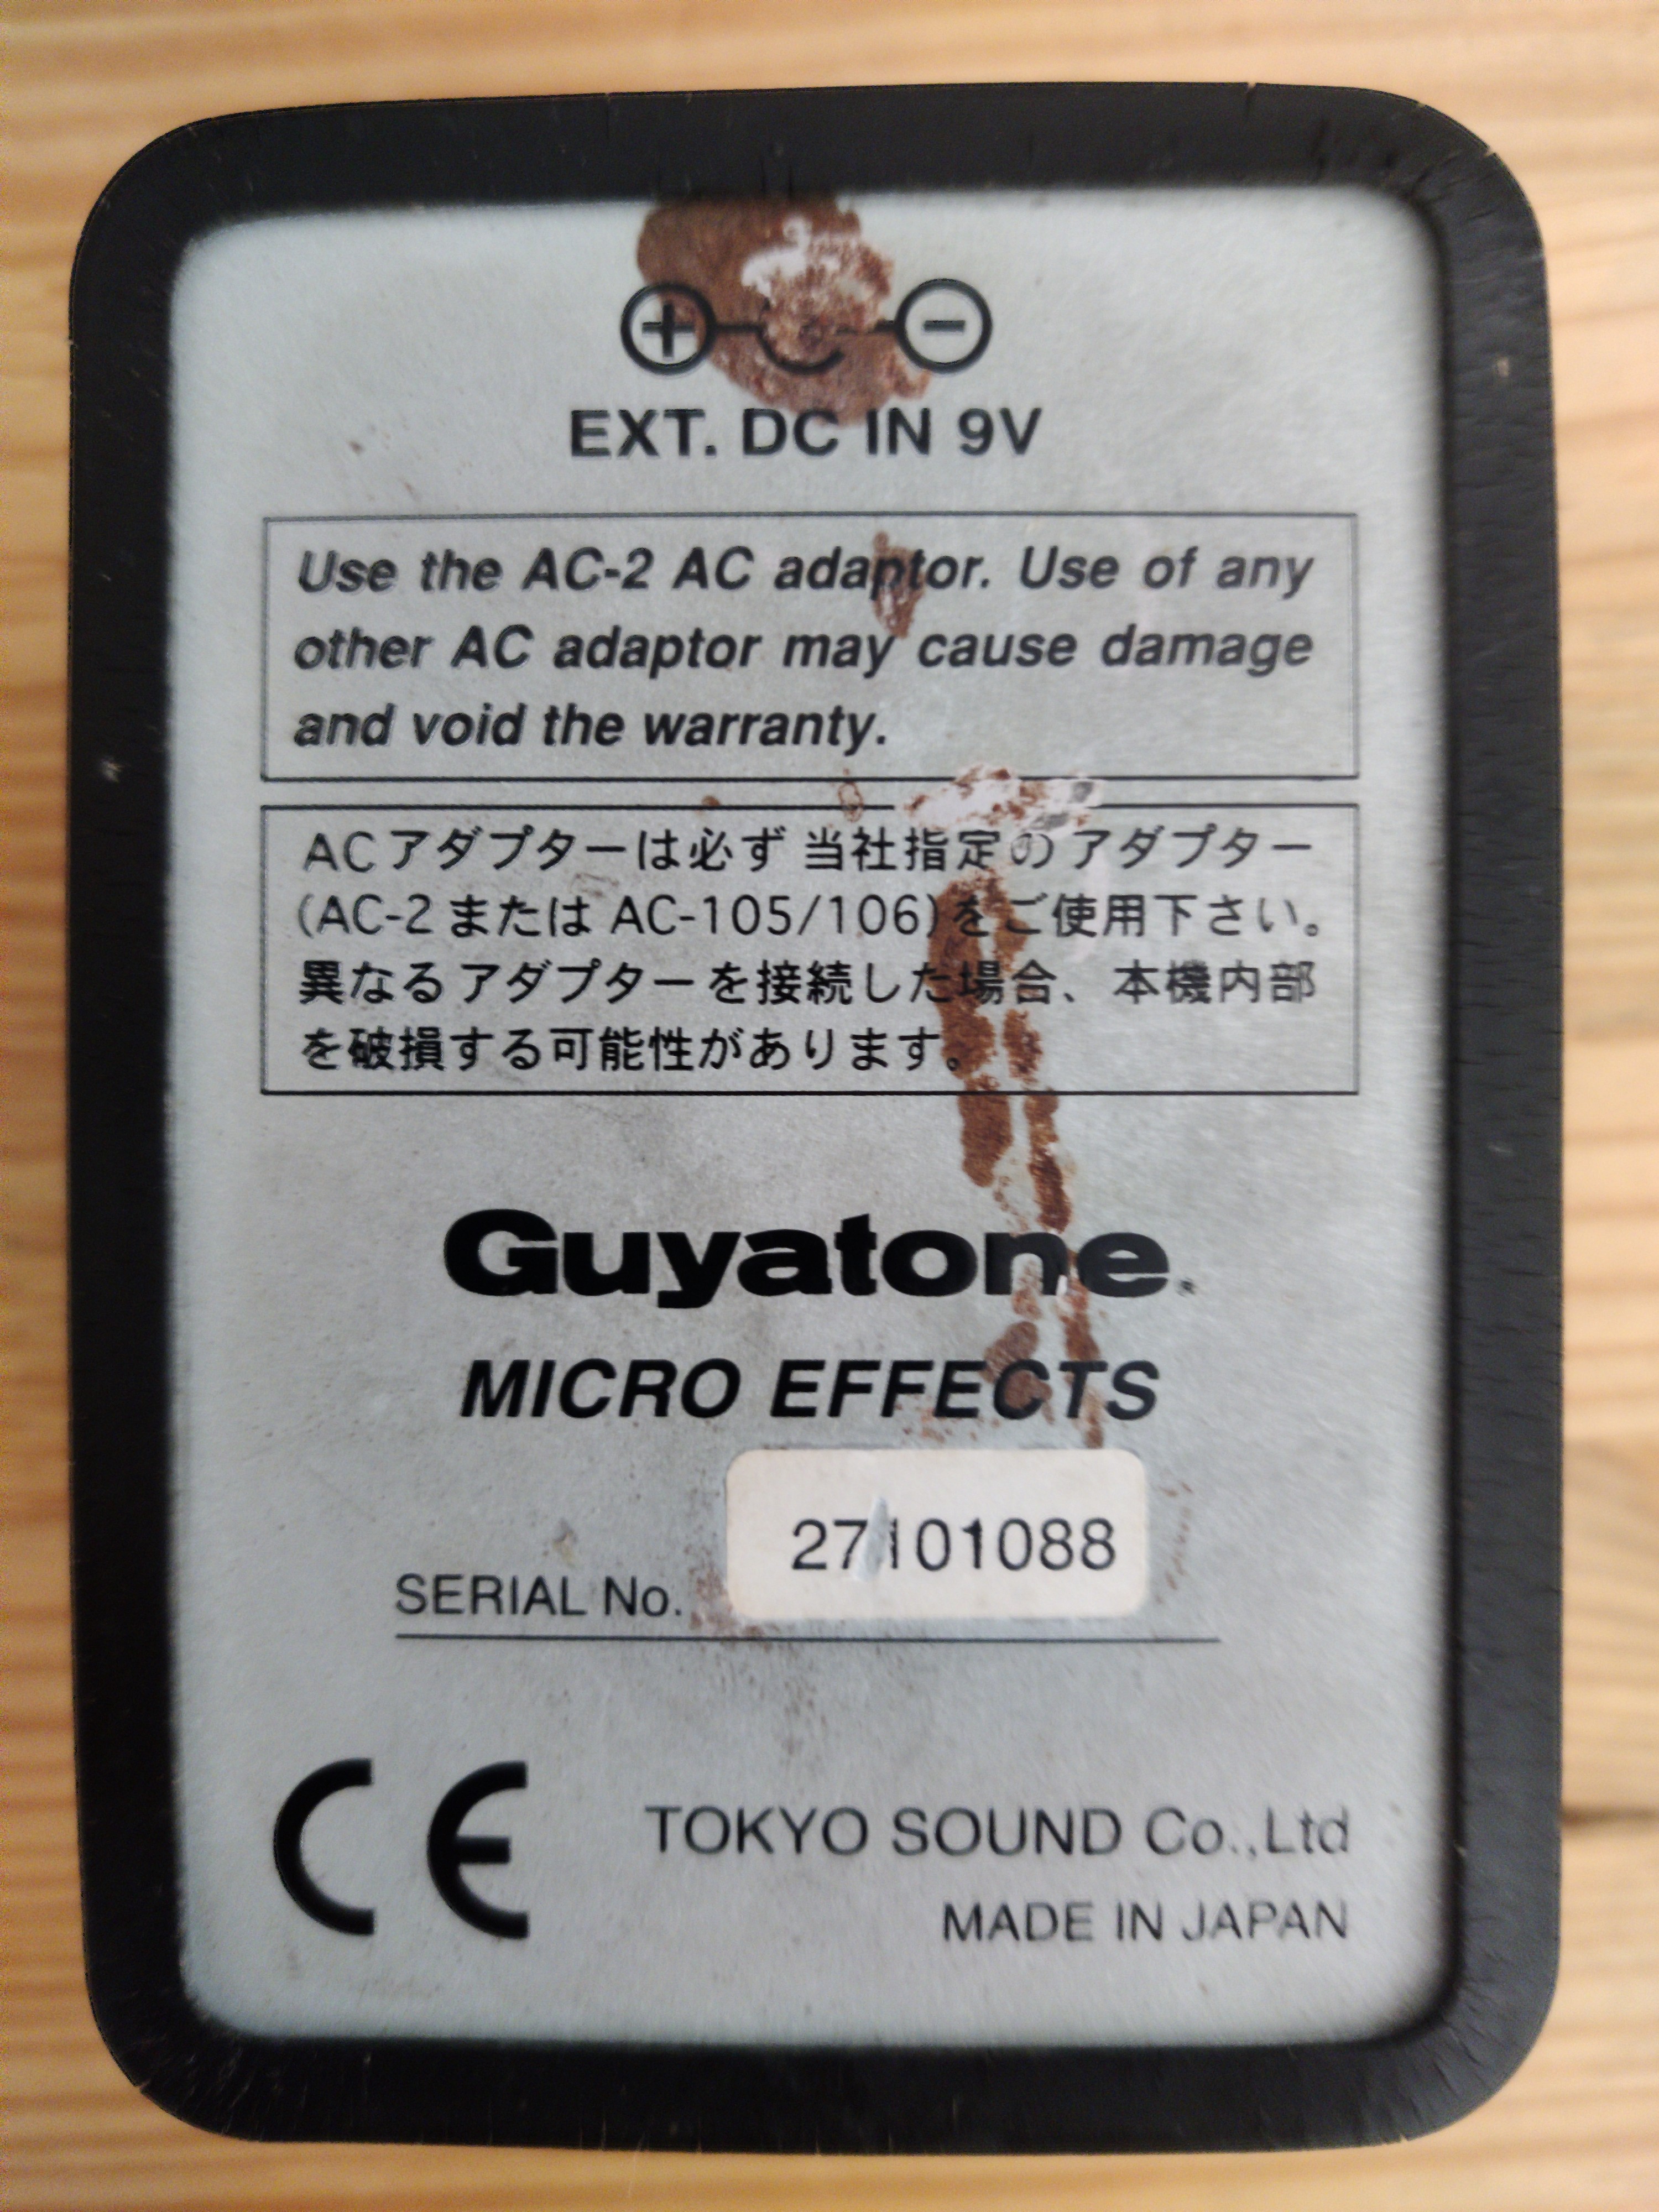 EXT. DC IN 9V
Use the AC-2 AC adaptor. Use of any
other AC adaptor may cause damage
and void the warranty.
ACアダプターは必ず当社指定のアダプター
(AC-2またはAC-105/106)をご使用下さい。
異なるアダプターを接続した場合、本機内部
を破損する可能性があります。
Guyatone®
MICRO EFFECTS
27101088
SERIAL No.
CE
TOKYO SOUND Co.,Ltd
MADE IN JAPAN